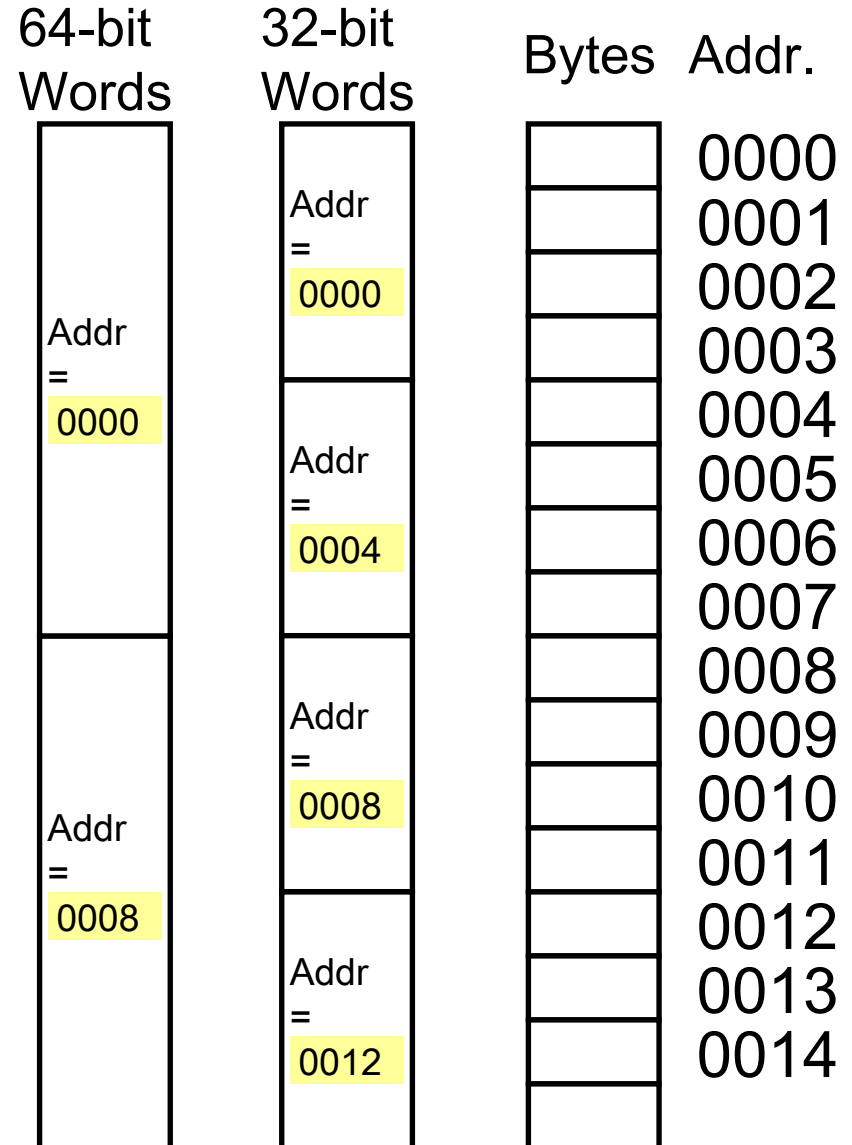 64-bit
Words
32-bit
Words
Bytes
Addr.
Addr
=
0000
Addr
=
0008
Addr
=
0000
Addr
=
0004
Addr
=
0008
Addr
=
0012
0000
0001
0002
0003
0004
0005
0006
0007
0008
0009
0010
0011
0012
0013
0014